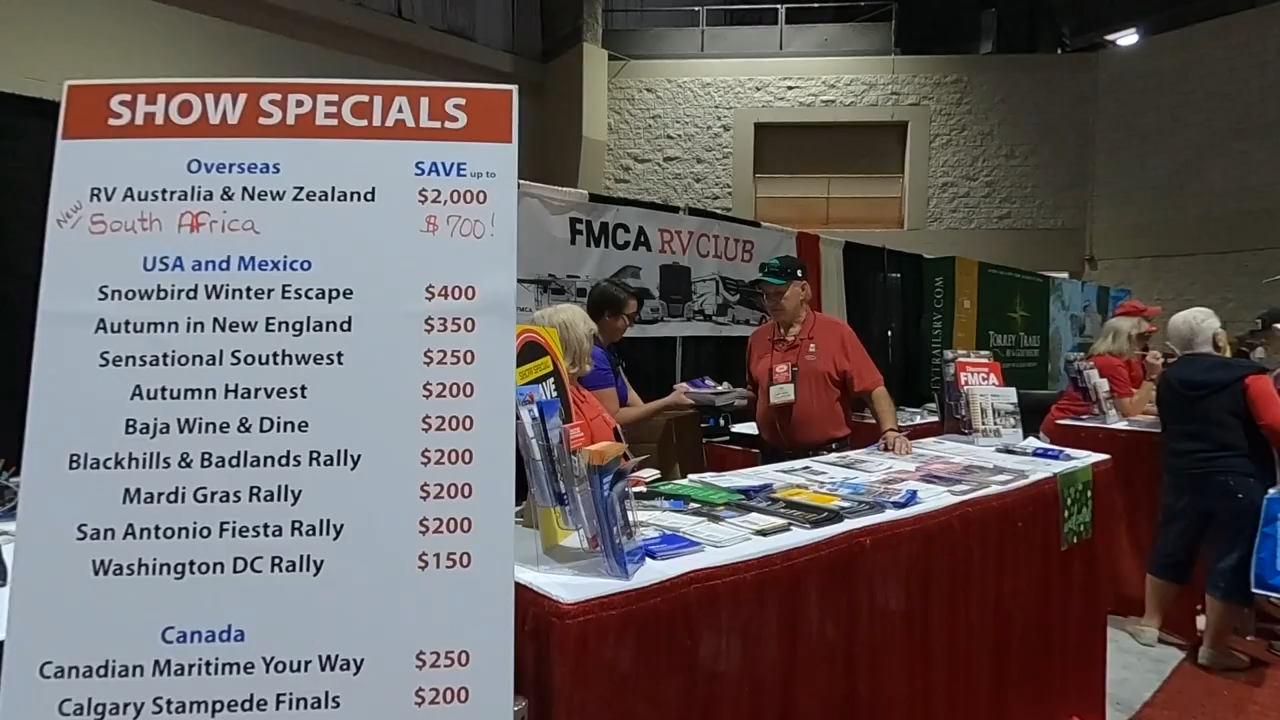 SHOW SPECIALS
Overseas SAVE up to
RV Australia & New Zealand $2,000
New South Africa $700!
USA and Mexico
Snowbird Winter Escape $400
Autumn in New England $350
Sensational Southwest $250
Autumn Harvest $200
Baja Wine & Dine $200
Blackhills & Badlands Rally $200
Mardi Gras Rally $200
San Antonio Fiesta Rally $200
Washington DC Rally $150
Canada
Canadian Maritime Your Way $250
Calgary Stampede Finals $200
FMCA RV CLUB
SHOW SPECIAL
FMCA
TORREY TRAILS